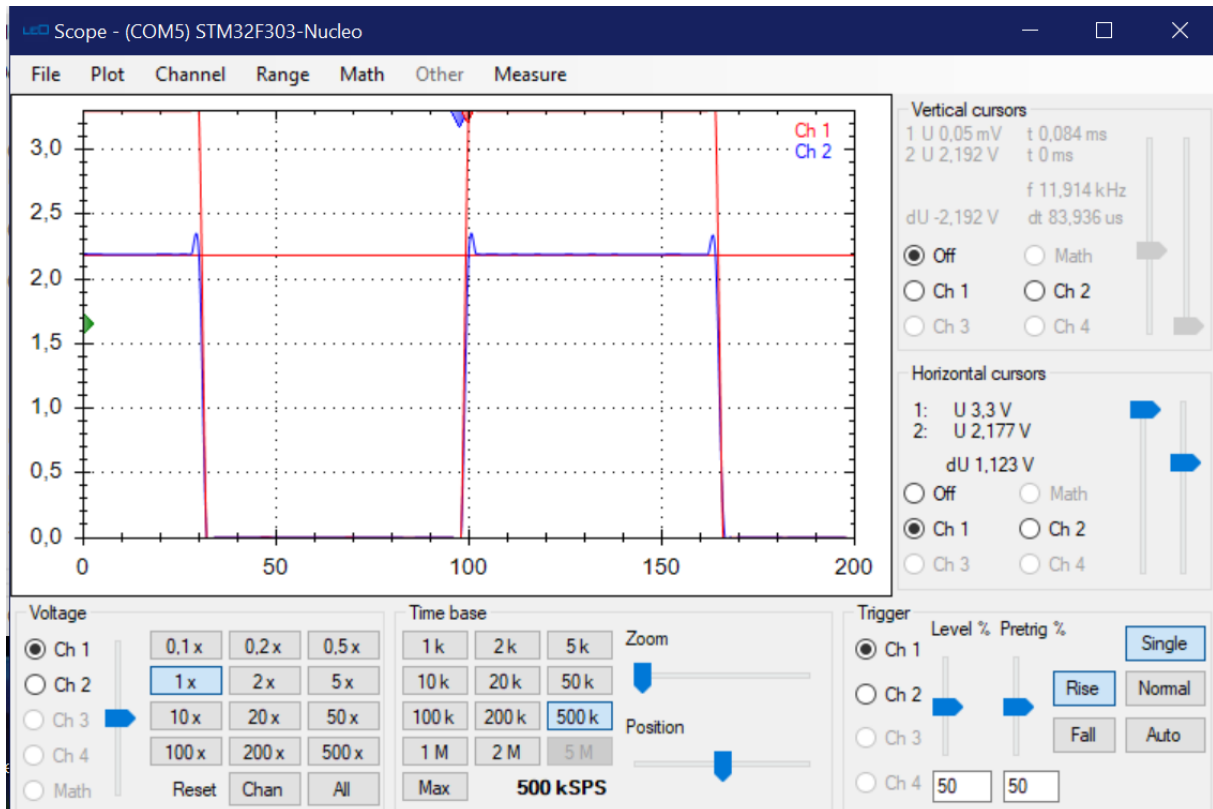 LEO Scope - (COM5) STM32F303-Nucleo
File Plot Channel Range Math Other Measure
Ch 1
Ch 2
3,0
2,5
2,0
1,5
1,0
0,5
0,0
0 50 100 150 200
Vertical cursors
1 U 0,05 mV t 0,084 ms
2 U 2,192 V t 0 ms
f 11,914 kHz
dU -2,192 V dt 83,936 us
Off Math
Ch 1 Ch 2
Ch 3 Ch 4
Horizontal cursors
1: U 3,3 V
2: U 2,177 V
dU 1,123 V
Off Math
Ch 1 Ch 2
Ch 3 Ch 4
Voltage
Ch 1 0,1 x 0,2 x 0,5 x
Ch 2 1x 2x 5x
Ch 3 10 x 20 x 50 x
Ch 4 100 x 200 x 500 x
Math Reset Chan All
Time base
1 k 2 k 5 k
10 k 20 k 50 k
100 k 200 k 500 k
1 M 2 M 5 M
Max 500 kSPS
Zoom
Position
Trigger
Level % Pretrig %
Ch 1 Single
Ch 2 Rise Normal
Ch 3 Fall Auto
Ch 4 50 50